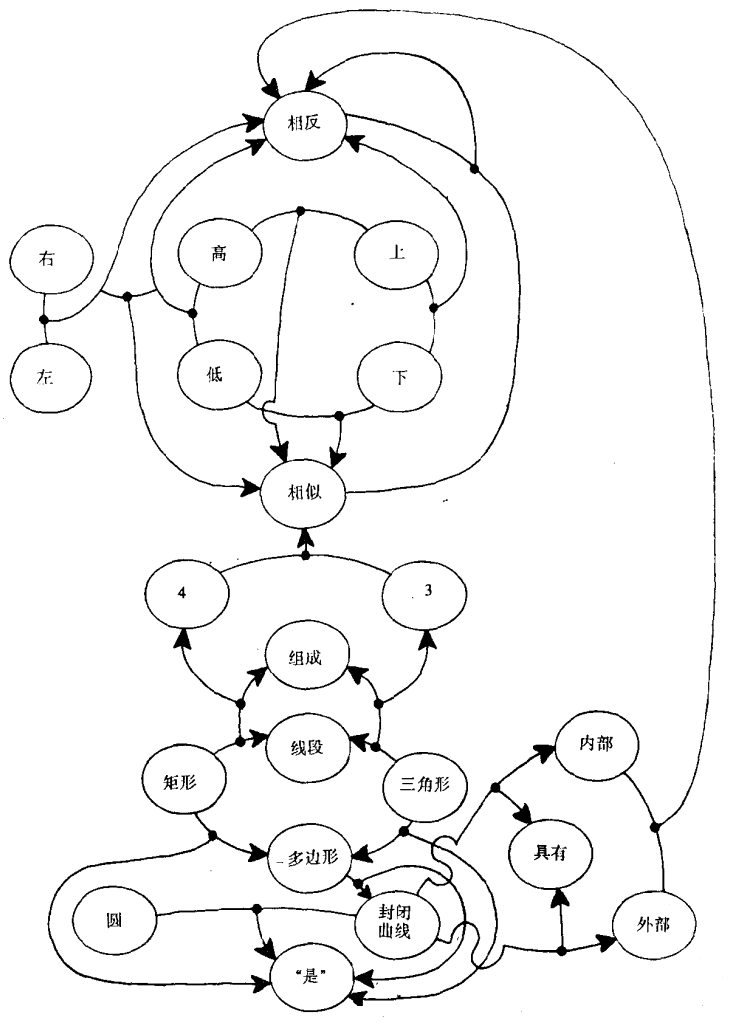 相反
右
高
上
左
低
下
相似
4
3
组成
线段
内部
矩形
三角形
多边形
具有
圆
封闭
曲线
外部
“是”